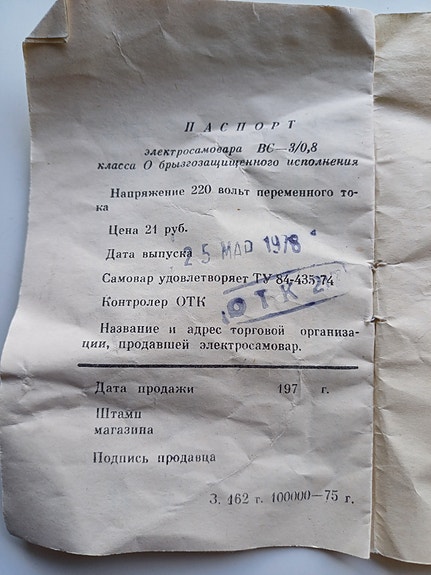 ПАСПОРТ
электросамовара ВС—3/0,8
класса О брызгозащищенного исполнения
Напряжение 220 вольт переменного то-
ка
Цена 21 руб.
Дата выпуска 25 МАР 1978
Самовар удовлетворяет ТУ 84-435-74
Контролер ОТК ОТК 2
Название и адрес торговой организа-
ции, продавшей электросамовар.
Дата продажи 197 г.
Штамп
магазина
Подпись продавца
З. 462 г. 100000—75 г.